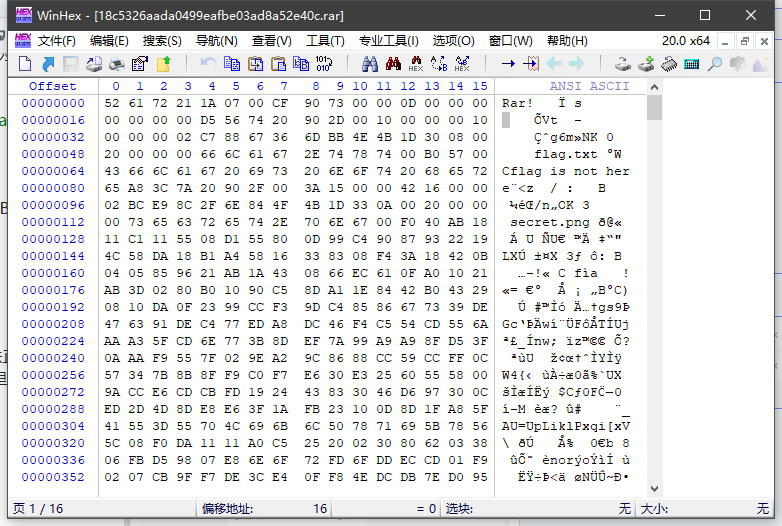 WinHex - [18c5326aada0499eafbe03ad8a52e40c.rar]
文件(F) 编辑(E) 搜索(S) 导航(N) 查看(V) 工具(T) 专业工具(I) 选项(O) 窗口(W) 帮助(H) 20.0 x64
Offset 0 1 2 3 4 5 6 7 8 9 10 11 12 13 14 15 ANSI ASCII
00000000 52 61 72 21 1A 07 00 CF 90 73 00 00 0D 00 00 00 Rar! Ï s
00000016 00 00 00 00 D5 56 74 20 90 2D 00 10 00 00 00 10 ÕVt -
00000032 00 00 00 02 C7 88 67 36 6D BB 4E 4B 1D 30 08 00 Çˆg6m»NK 0
00000048 20 00 00 00 66 6C 61 67 2E 74 78 74 00 B0 57 00 flag.txt °W
00000064 43 66 6C 61 67 20 69 73 20 6E 6F 74 20 68 65 72 Cflag is not her
00000080 65 A8 3C 7A 20 90 2F 00 3A 15 00 00 42 16 00 00 e¨<z / : B
00000096 02 BC E9 8C 2F 6E 84 4F 4B 1D 33 0A 00 20 00 00 ¼éŒ/n„OK 3
00000112 00 73 65 63 72 65 74 2E 70 6E 67 00 F0 40 AB 18 secret.png ð@«
00000128 11 C1 11 55 08 D1 55 80 0D 99 C4 90 87 93 22 19 Á U ÑU€ ™Ä ‡“"
00000144 4C 58 DA 18 B1 A4 58 16 33 83 08 F4 3A 18 42 0B LXÚ ±¤X 3ƒ ô: B
00000160 04 05 85 96 21 AB 1A 43 08 66 EC 61 0F A0 10 21 …–!« C fìa !
00000176 AB 3D 02 80 B0 10 90 C5 8D A1 1E 84 42 B0 43 29 «= €° Å ¡ „B°C)
00000192 08 10 DA 0F 23 99 CC F3 9D C4 85 86 67 73 39 DE Ú #™Ìó Ä…†gs9Þ
00000208 47 63 91 DE C4 77 ED A8 DC 46 F4 C5 54 CD 55 6A Gc‘ÞÄwí¨ÜFôÅTÍUj
00000224 AA A3 5F CD 6E 77 3B 8D EF 7A 99 A9 A9 8F D5 3F ª£_Ínw; ïz™©© Õ?
00000240 0A AA F9 55 7F 02 9E A2 9C 86 88 CC 59 CC FF 0C ªùU ž¢œ†ˆÌYÌÿ
00000256 57 34 7B 8B 8F F9 C0 F7 E6 30 E3 25 60 55 58 00 W4{‹ ùÀ÷æ0ã%`UX
00000272 9A CC E6 CD CB FD 19 24 43 83 30 46 D6 97 30 0C šÌæÍËý $Cƒ0FÖ—0
00000288 ED 2D 4D 8D E8 E6 3F 1A FB 23 10 0D 8D 1F A8 5F í-M èæ? û# ¨_
00000304 41 55 3D 55 70 4C 69 6B 6C 50 78 71 69 5B 78 56 AU=UpLiklPxqi[xV
00000320 5C 08 F0 DA 11 11 A0 C5 25 20 02 30 80 62 03 38 \ ðÚ Å% 0€b 8
00000336 06 FB D5 98 07 E8 6E 6F 72 FD 6F DD EC CD 01 F9 ûÕ˜ ènorýoÝìÍ ù
00000352 02 07 CB 9F F7 DE 3C E4 0F F8 4E DC DB 7E D0 95 ËŸ÷Þ<ä øNÜÛ~Ð•
页 1 / 16 偏移地址: 16 = 0 选块: 无 大小: 无